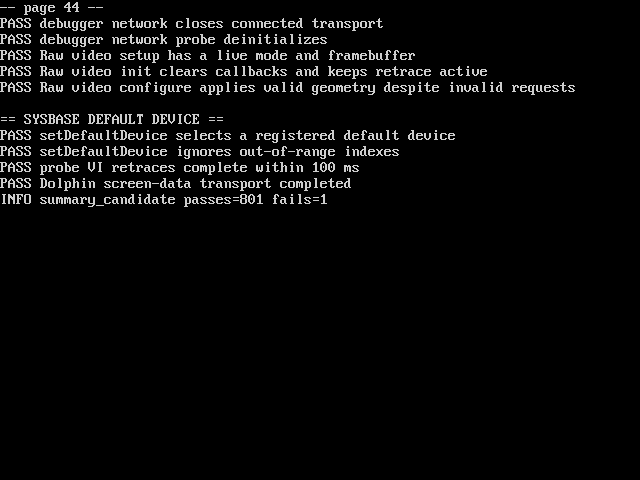 -- page 44 --
PASS debugger network closes connected transport
PASS debugger network probe deinitializes
PASS Raw video setup has a live mode and framebuffer
PASS Raw video init clears callbacks and keeps retrace active
PASS Raw video configure applies valid geometry despite invalid requests
== SYSBASE DEFAULT DEVICE ==
PASS setDefaultDevice selects a registered default device
PASS setDefaultDevice ignores out-of-range indexes
PASS probe VI retraces complete within 100 ms
PASS Dolphin screen-data transport completed
INFO summary_candidate passes=801 fails=1